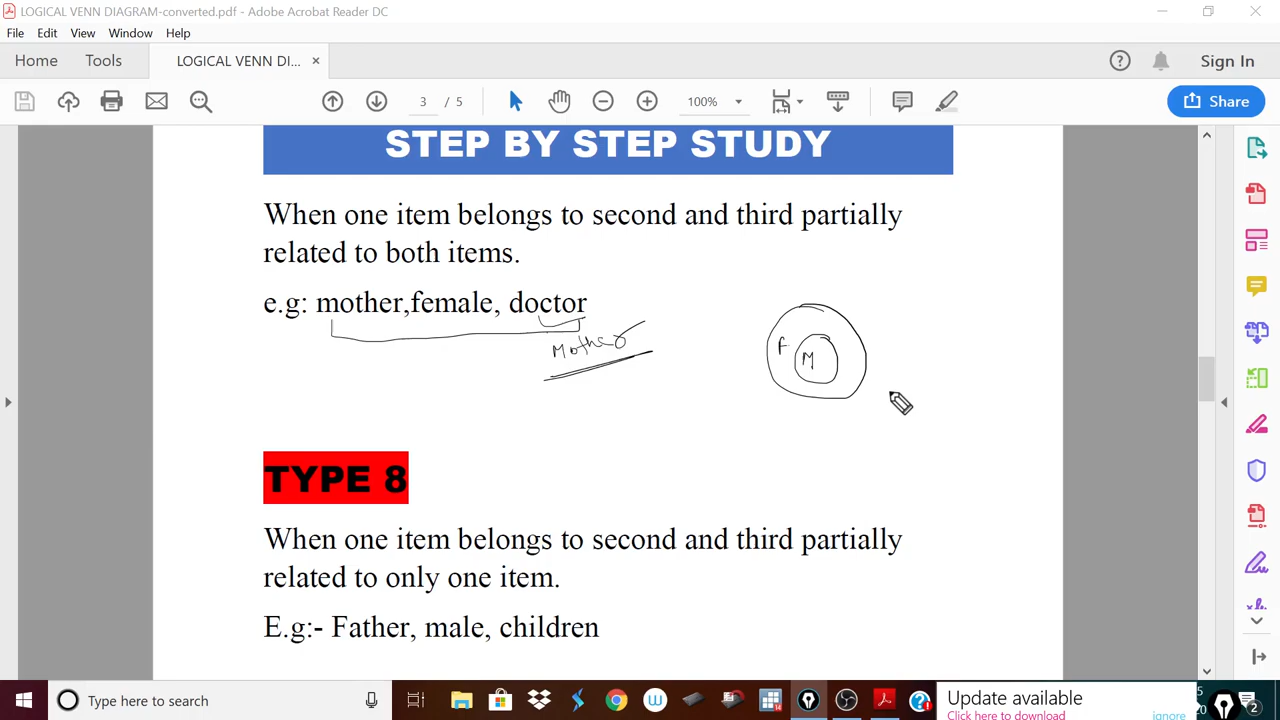 LOGICAL VENN DIAGRAM-converted.pdf - Adobe Acrobat Reader DC
File Edit View Window Help
Home Tools LOGICAL VENN DI... × Sign In
3 / 5 100% Share
STEP BY STEP STUDY
When one item belongs to second and third partially
related to both items.
e.g: mother,female, doctor
Mother
F M
TYPE 8
When one item belongs to second and third partially
related to only one item.
E.g:- Father, male, children
Type here to search
Update available
Click here to download ignore
5
20
2